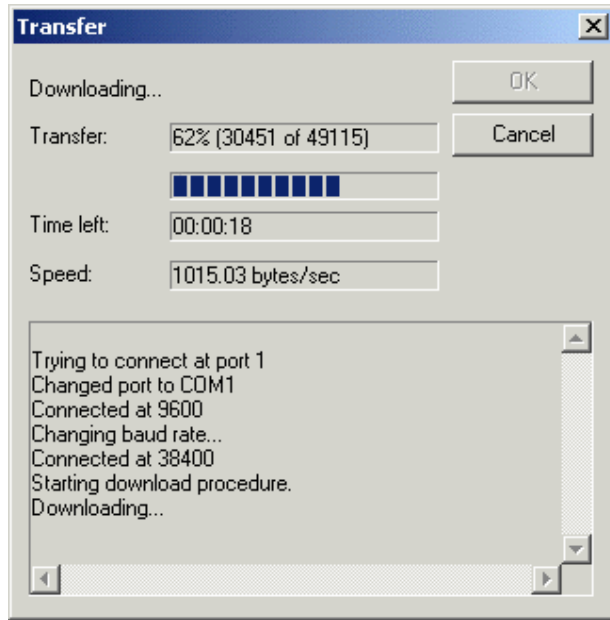 Transfer
Downloading...
OK
Transfer:
62% (30451 of 49115)
Cancel
Time left:
00:00:18
Speed:
1015.03 bytes/sec
Trying to connect at port 1
Changed port to COM1
Connected at 9600
Changing baud rate...
Connected at 38400
Starting download procedure.
Downloading...